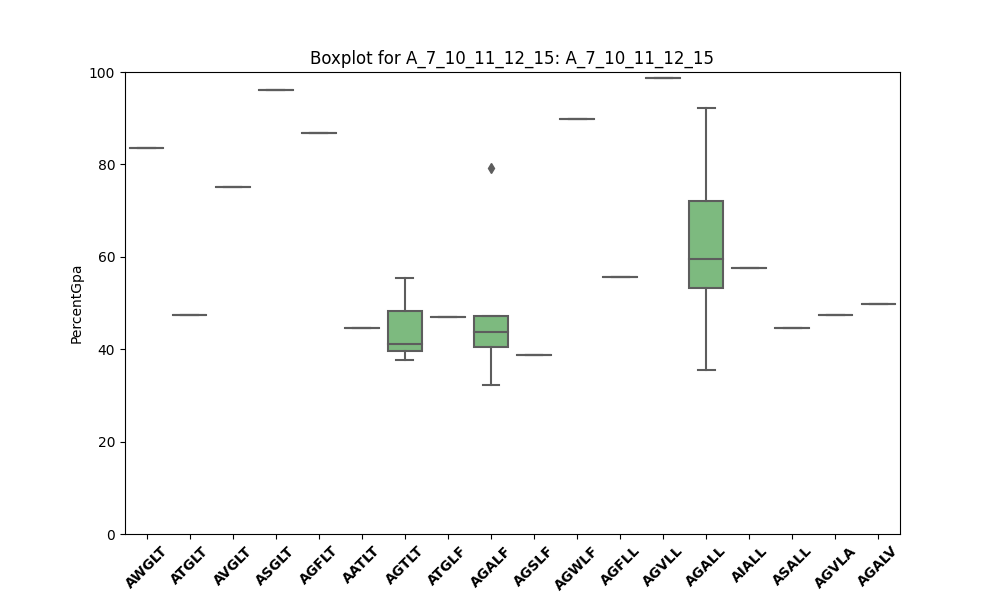 Boxplot for A_7_10_11_12_15: A_7_10_11_12_15
PercentGpa
100
80
60
40
20
0
AWGLT
ATGLT
AVGLT
ASGLT
AGFLT
AATLT
AGTLT
ATGLF
AGALF
AGSLF
AGWLF
AGFLL
AGVLL
AGALL
AIALL
ASALL
AGVLA
AGALV